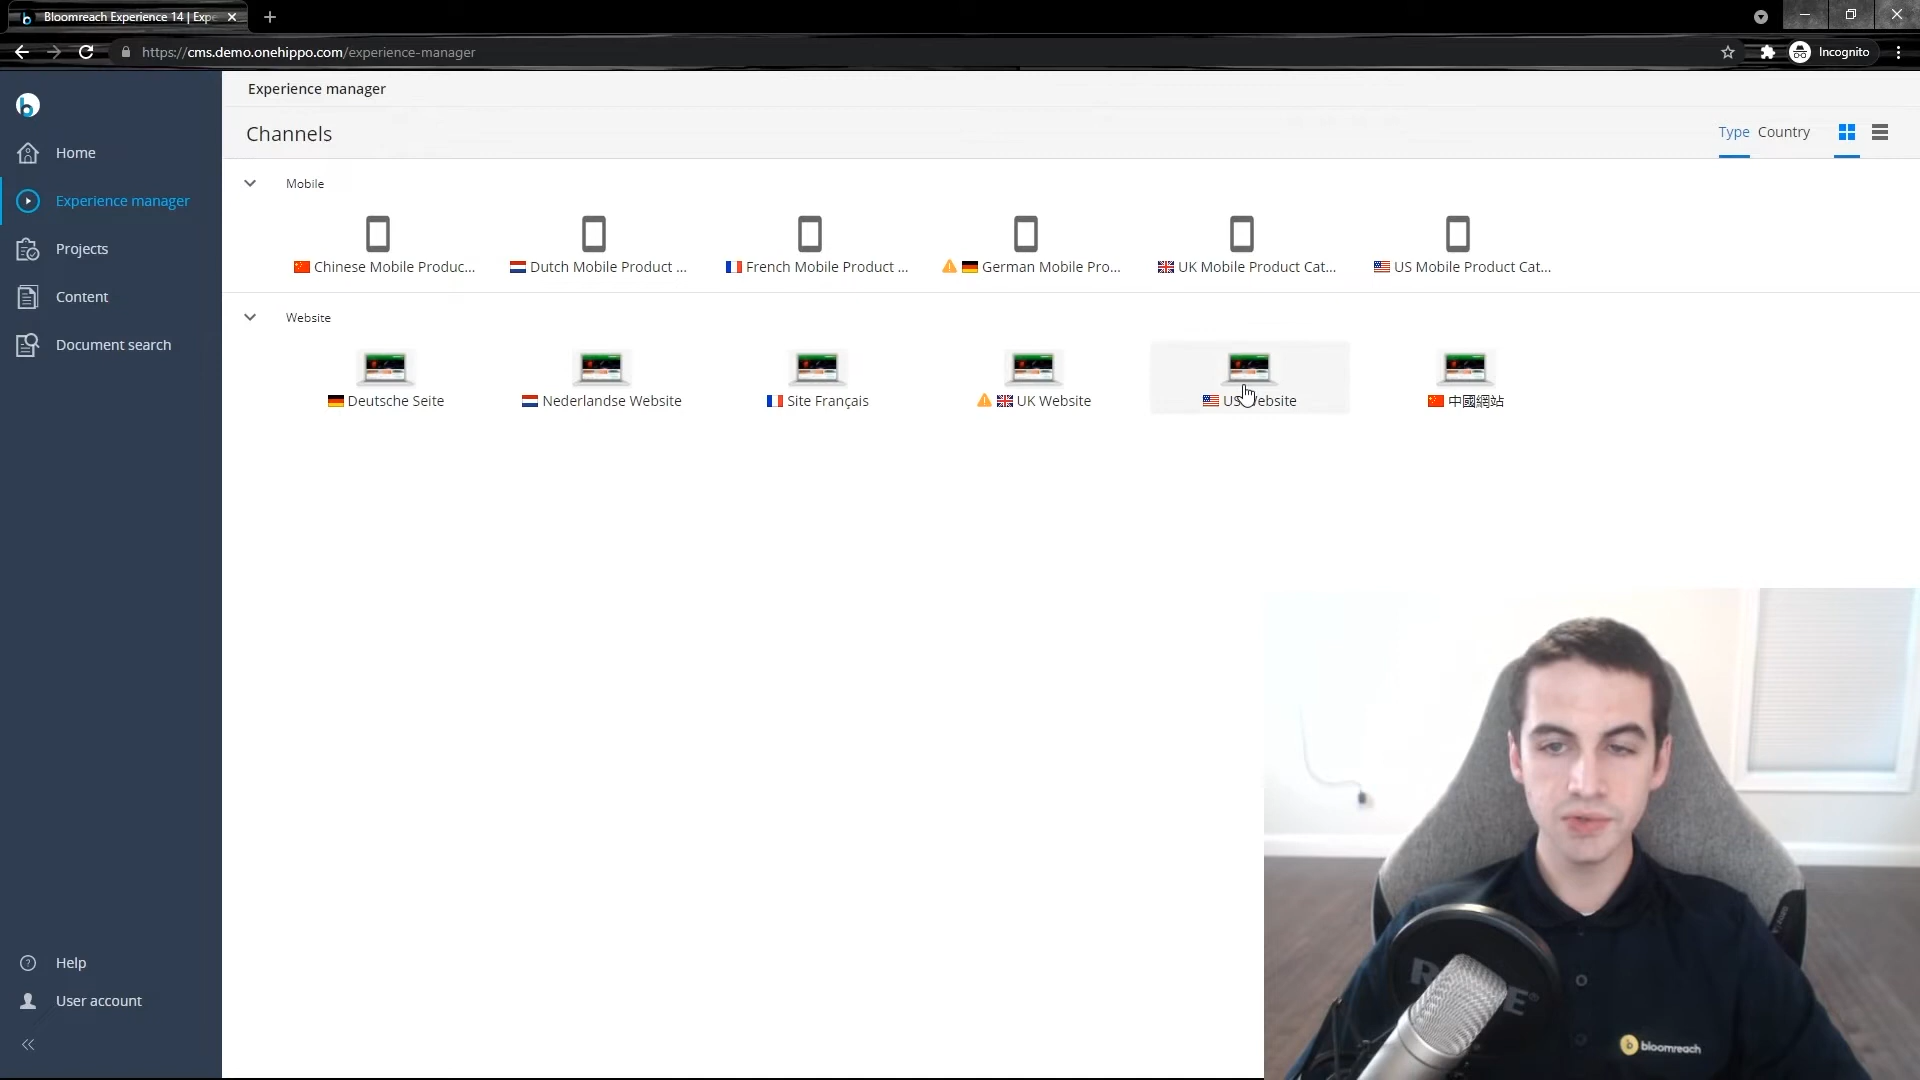 Bloomreach Experience 14 | Exp
https://cms.demo.onehippo.com/experience-manager
Incognito
Experience manager
Channels
Type Country
Home
Experience manager
Projects
Content
Document search
Help
User account
Mobile
Chinese Mobile Produc...
Dutch Mobile Product ...
French Mobile Product ...
German Mobile Pro...
UK Mobile Product Cat...
US Mobile Product Cat...
Website
Deutsche Seite
Nederlandse Website
Site Français
UK Website
US Website
中國網站
RODE
bloomreach